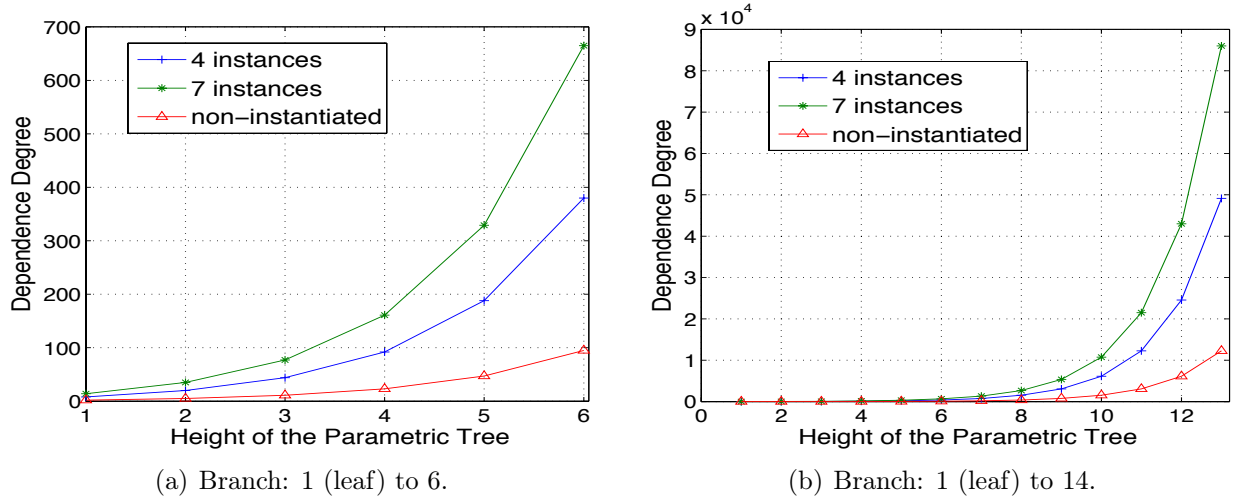 700
600
500
400
300
200
100
0
Dependence Degree
4 instances
7 instances
non-instantiated
1 2 3 4 5 6
Height of the Parametric Tree
(a) Branch: 1 (leaf) to 6.
x 10^4
9
8
7
6
5
4
3
2
1
0
Dependence Degree
4 instances
7 instances
non-instantiated
0 2 4 6 8 10 12
Height of the Parametric Tree
(b) Branch: 1 (leaf) to 14.